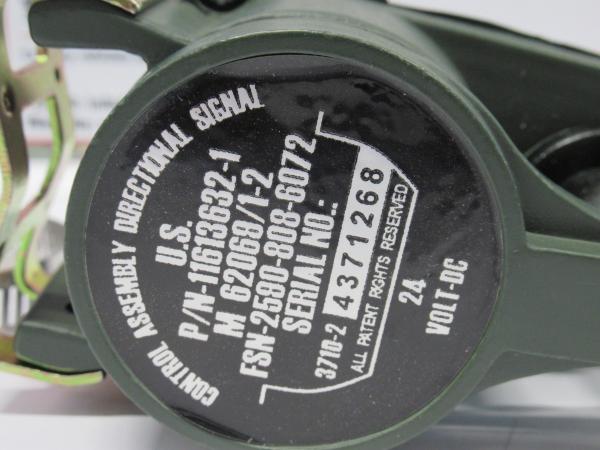 CONTROL ASSEMBLY DIRECTIONAL SIGNAL
U.S.
P/N-11613632-1
M 62068/1-2
FSN-2580-808-6072
SERIAL NO-:
3710-2 4371268
ALL PATENT RIGHTS RESERVED
24
VOLT-DC